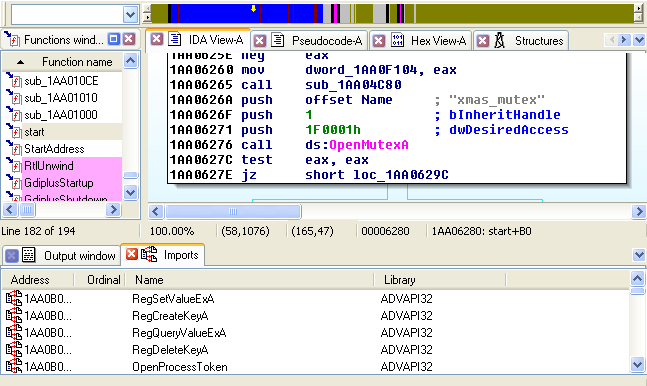 Functions wind...
Function name
sub_1AA010CE
sub_1AA01010
sub_1AA01000
start
StartAddress
RtlUnwind
GdiplusStartup
GdiplusShutdown
Line 182 of 194
IDA View-A
Pseudocode-A
Hex View-A
Structures
1AA0625E neg eax
1AA06260 mov dword_1AA0F104, eax
1AA06265 call sub_1AA04C80
1AA0626A push offset Name ; "xmas_mutex"
1AA0626F push 1 ; bInheritHandle
1AA06271 push 1F0001h ; dwDesiredAccess
1AA06276 call ds:OpenMutexA
1AA0627C test eax, eax
1AA0627E jz short loc_1AA0629C
100.00% (58,1076) (165,47) 00006280 1AA06280: start+B0
Output window
Imports
Address Ordinal Name Library
1AA0B0... RegSetValueExA ADVAPI32
1AA0B0... RegCreateKeyA ADVAPI32
1AA0B0... RegQueryValueExA ADVAPI32
1AA0B0... RegDeleteKeyA ADVAPI32
1AA0B0... OpenProcessToken ADVAPI32